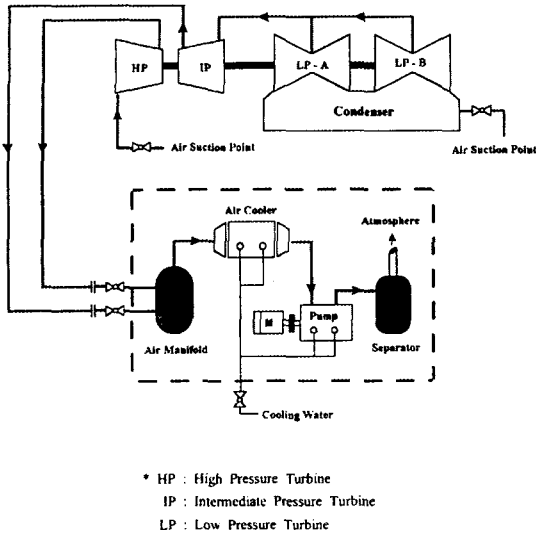 HP
IP
LP - A
LP - B
Condenser
Air Suction Point
Air Suction Point
Air Cooler
Atmosphere
M
Pump
Air Manifold
Separator
Cooling Water
* HP : High Pressure Turbine
IP : Intermediate Pressure Turbine
LP : Low Pressure Turbine